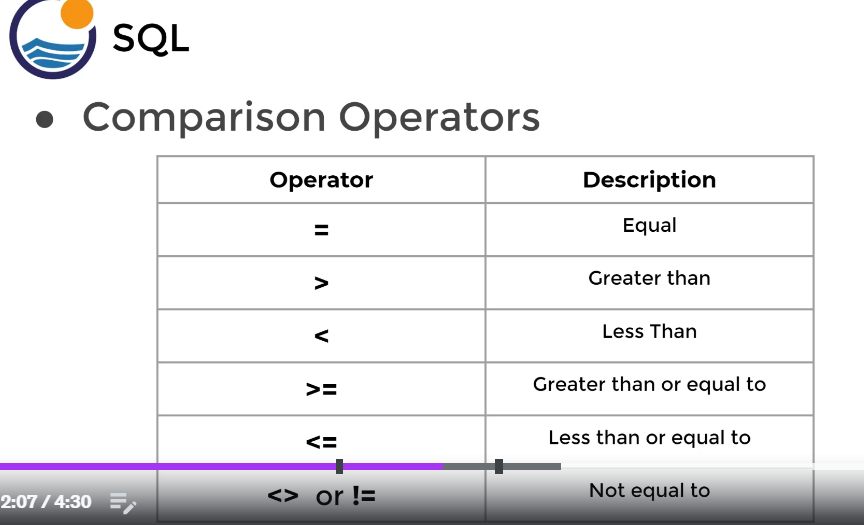 SQL
● Comparison Operators
Operator Description
= Equal
> Greater than
< Less Than
>= Greater than or equal to
<= Less than or equal to
<> or != Not equal to
2:07 / 4:30